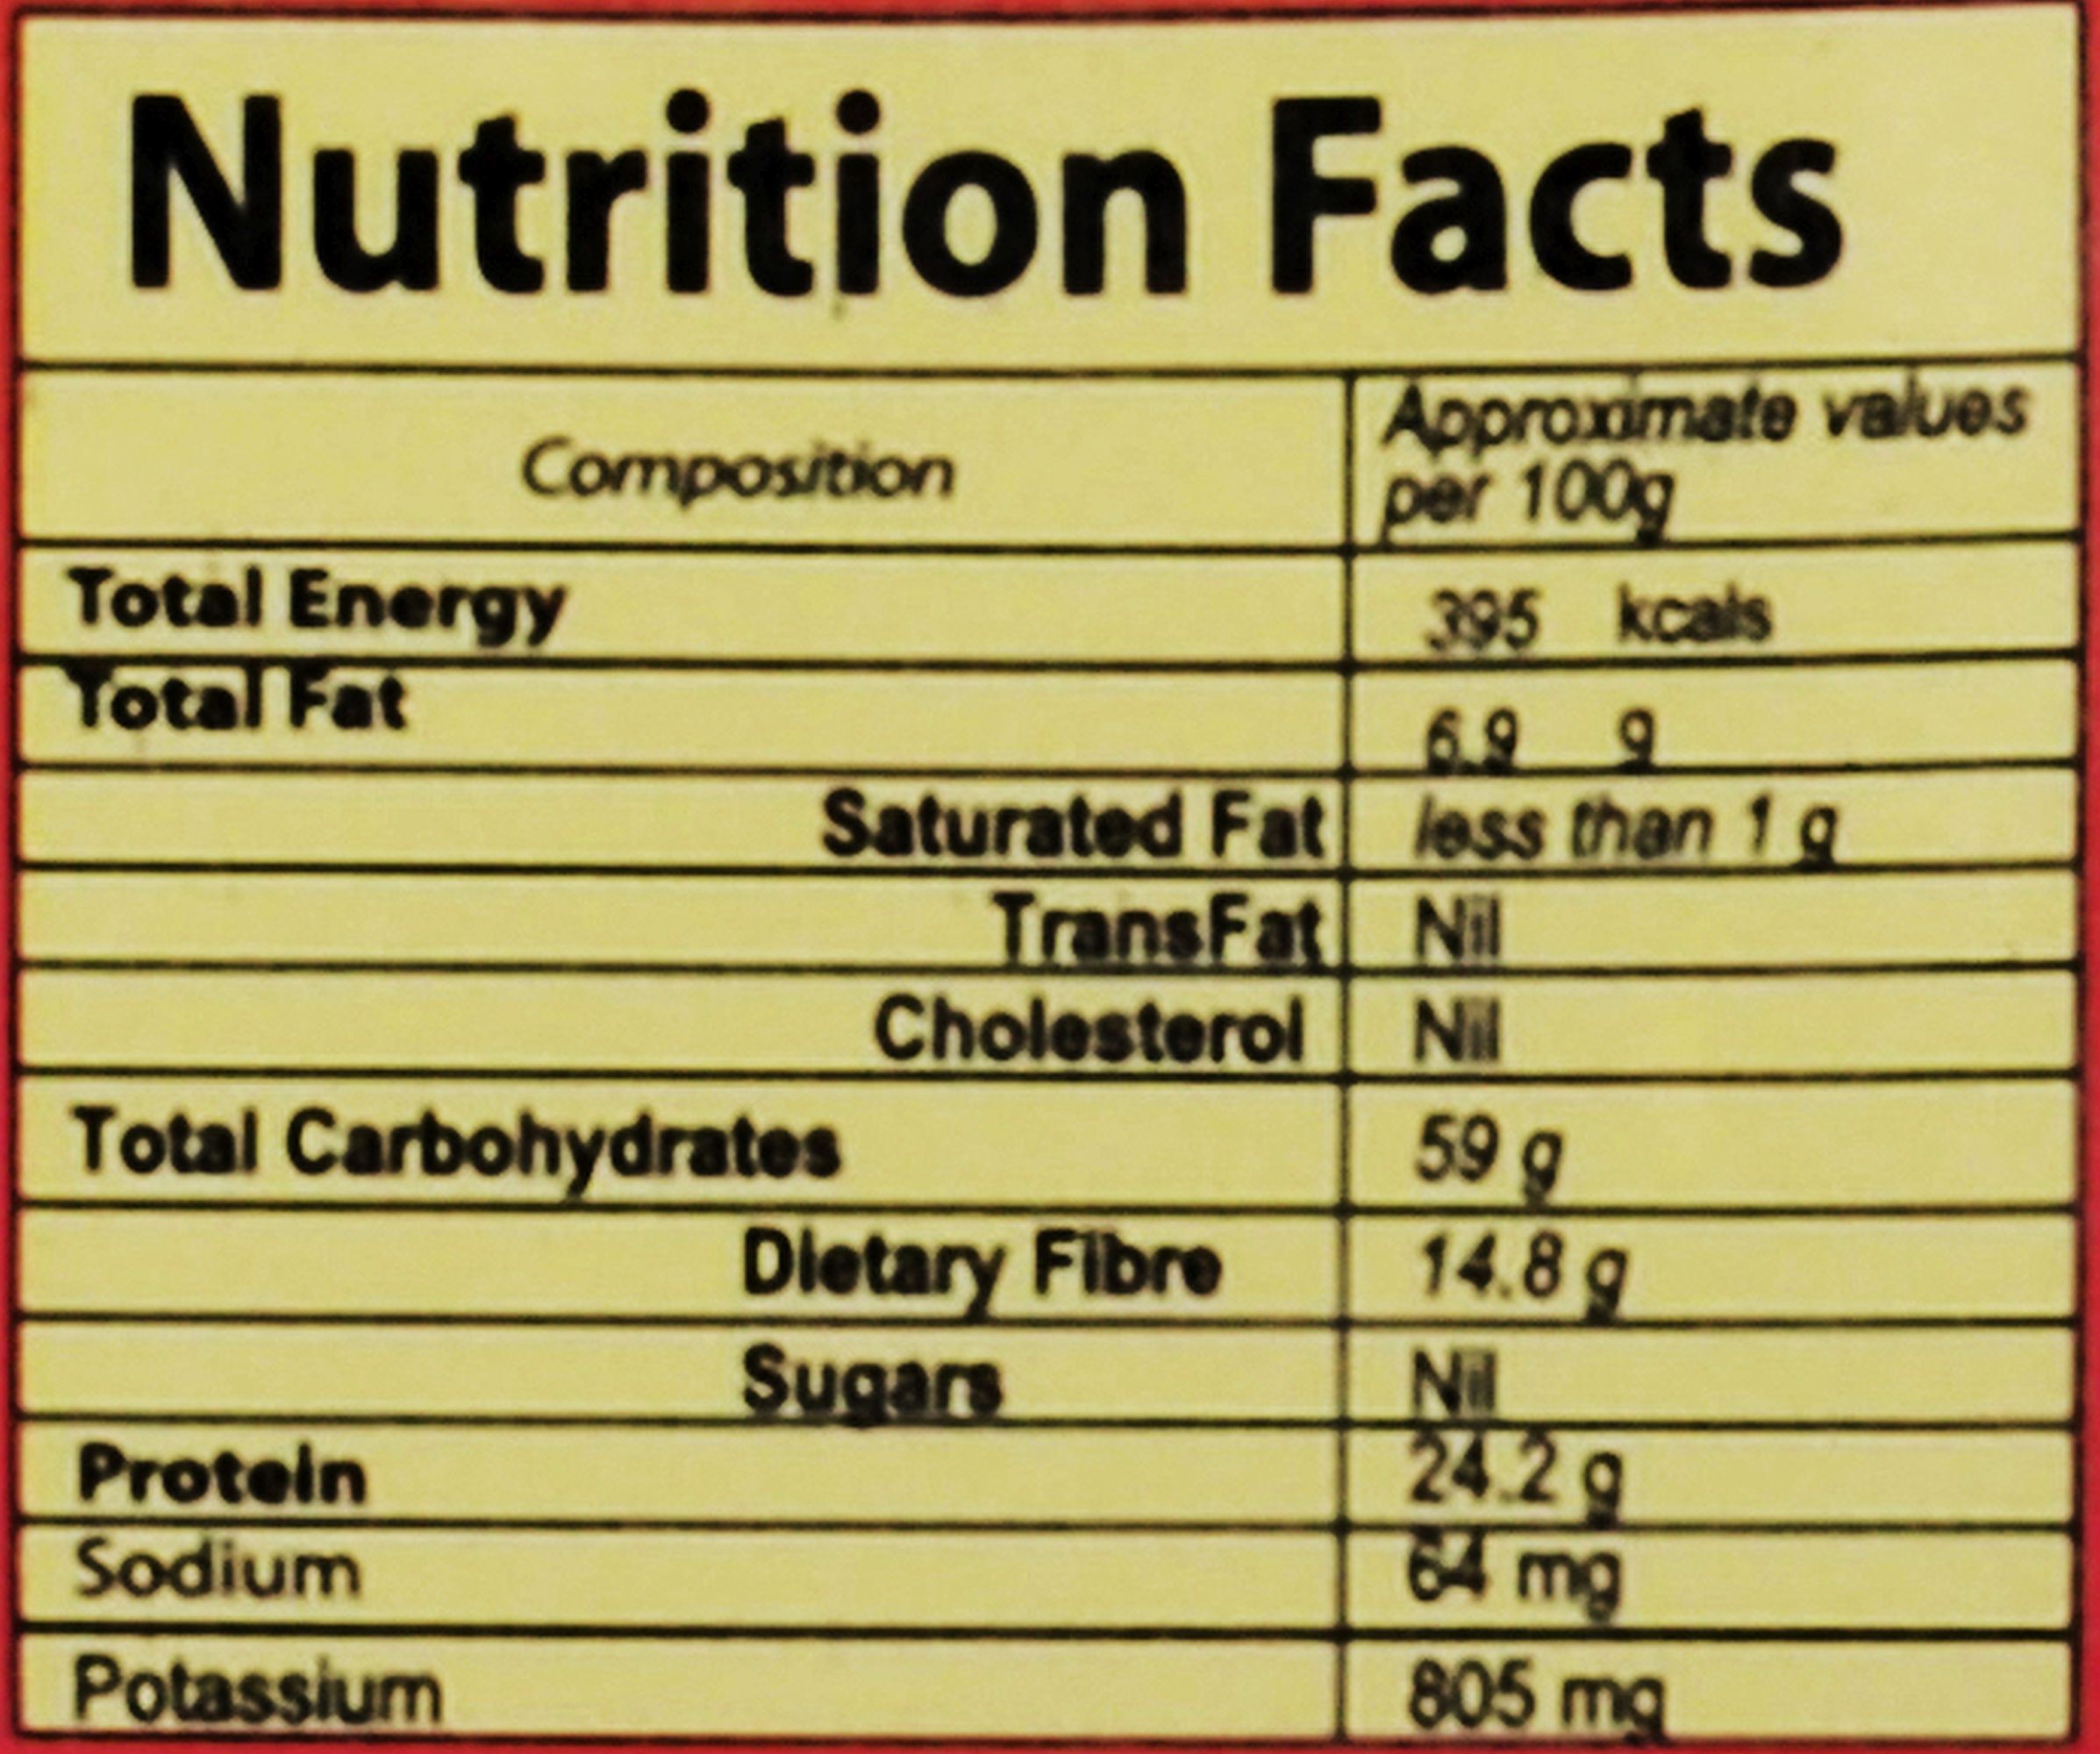 Nutrition Facts
Composition
Approximate values
per 100g
Total Energy 395 kcals
Total Fat 6.9 g
Saturated Fat less than 1 g
TransFat Nil
Cholesterol Nil
Total Carbohydrates 59 g
Dietary Fibre 14.8 g
Sugars Nil
Protein 24.2 g
Sodium 64 mg
Potassium 805 mg